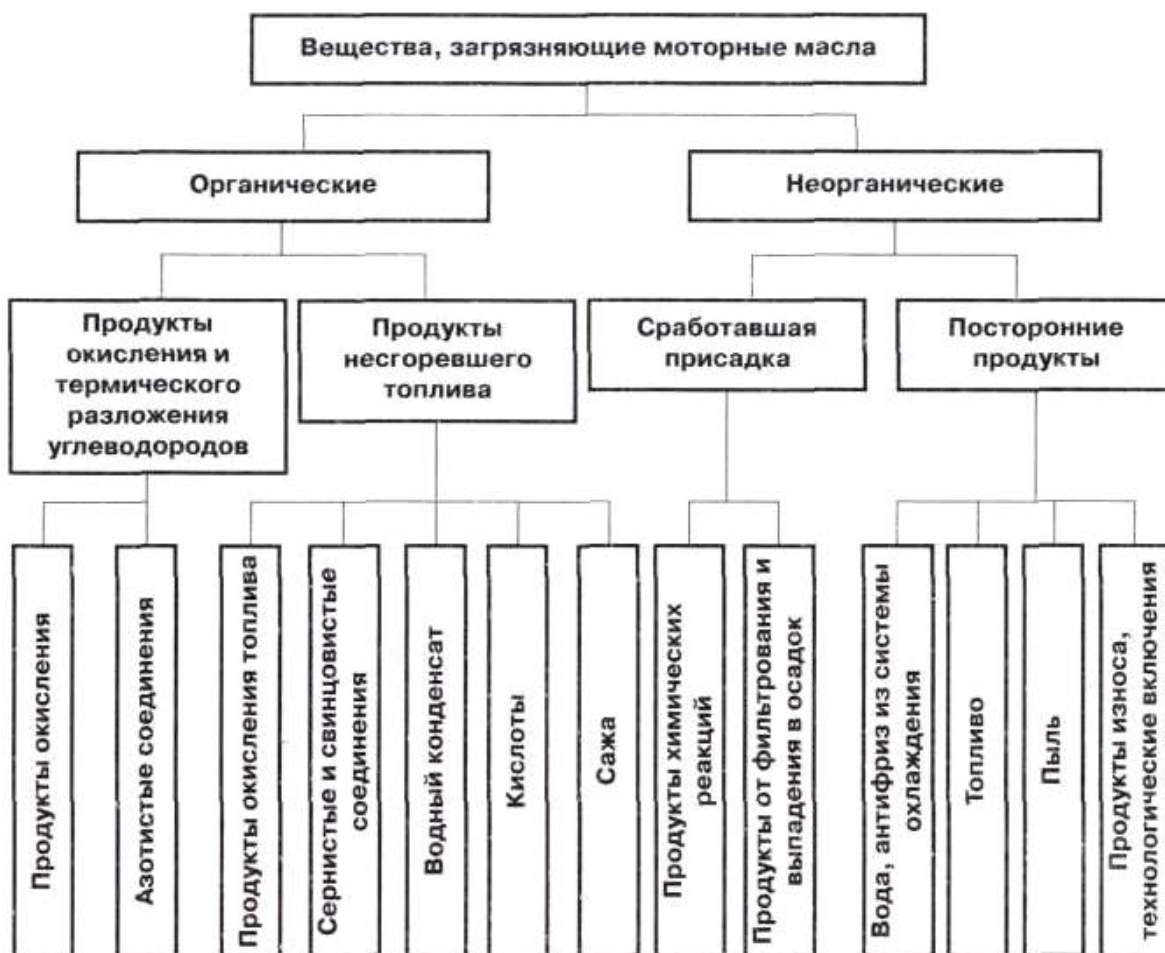 Вещества, загрязняющие моторные масла
Органические
Неорганические
Продукты
окисления и
термического
разложения
углеводородов
Продукты
несгоревшего
топлива
Сработавшая
присадка
Посторонние
продукты
Продукты окисления
Азотистые соединения
Продукты окисления топлива
Сернистые и свинцовистые
соединения
Водный конденсат
Кислоты
Сажа
Продукты химических
реакций
Продукты от фильтрования и
выпадения в осадок
Вода, антифриз из системы
охлаждения
Топливо
Пыль
Продукты износа,
технологические включения